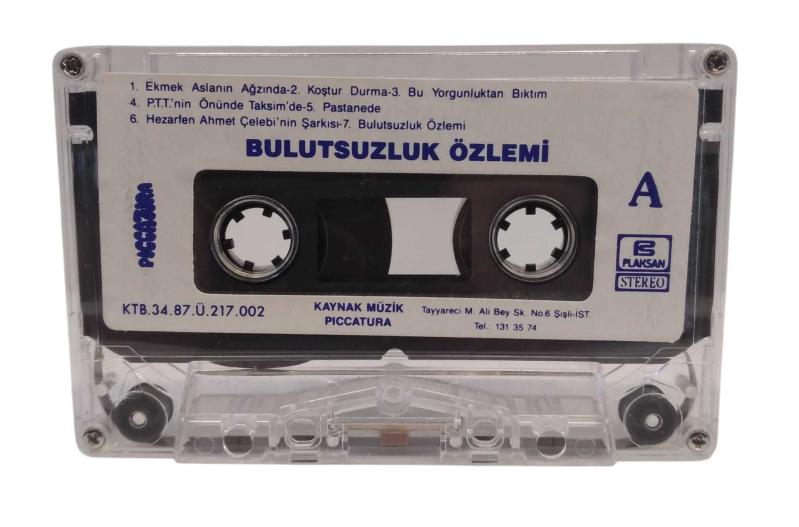 1. Ekmek Aslanın Ağzında-2. Koştur Durma-3. Bu Yorgunluktan Bıktım
4. P.T.T.'nin Önünde Taksim'de-5. Pastanede
6. Hezarfen Ahmet Çelebi'nin Şarkısı-7. Bulutsuzluk Özlemi
BULUTSUZLUK ÖZLEMİ
A
PICCATURA
PLAKSAN
STEREO
KTB.34.87.Ü.217.002
KAYNAK MÜZİK
PICCATURA
Tayyareci M. Ali Bey Sk. No.6 Şişli-İST.
Tel.: 131 35 74